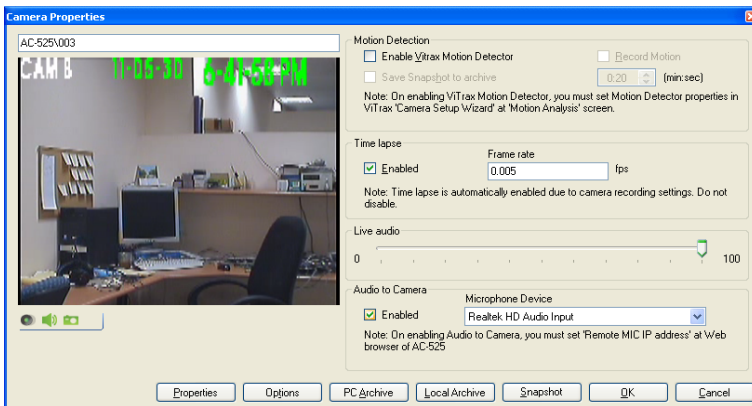 Camera Properties
AC-525\003
CAM B 11-05-30 6-41-58 PM
Motion Detection
Enable Vitrax Motion Detector
Record Motion
Save Snapshot to archive
0:20 (min:sec)
Note: On enabling ViTrax Motion Detector, you must set Motion Detector properties in
ViTrax 'Camera Setup Wizard' at 'Motion Analysis' screen.
Time lapse
Frame rate
Enabled
0.005 fps
Note: Time lapse is automatically enabled due to camera recording settings. Do not
disable.
Live audio
0 100
Audio to Camera
Microphone Device
Enabled
Realtek HD Audio Input
Note: On enabling Audio to Camera, you must set 'Remote MIC IP address' at Web
browser of AC-525
Properties Options PC Archive Local Archive Snapshot OK Cancel